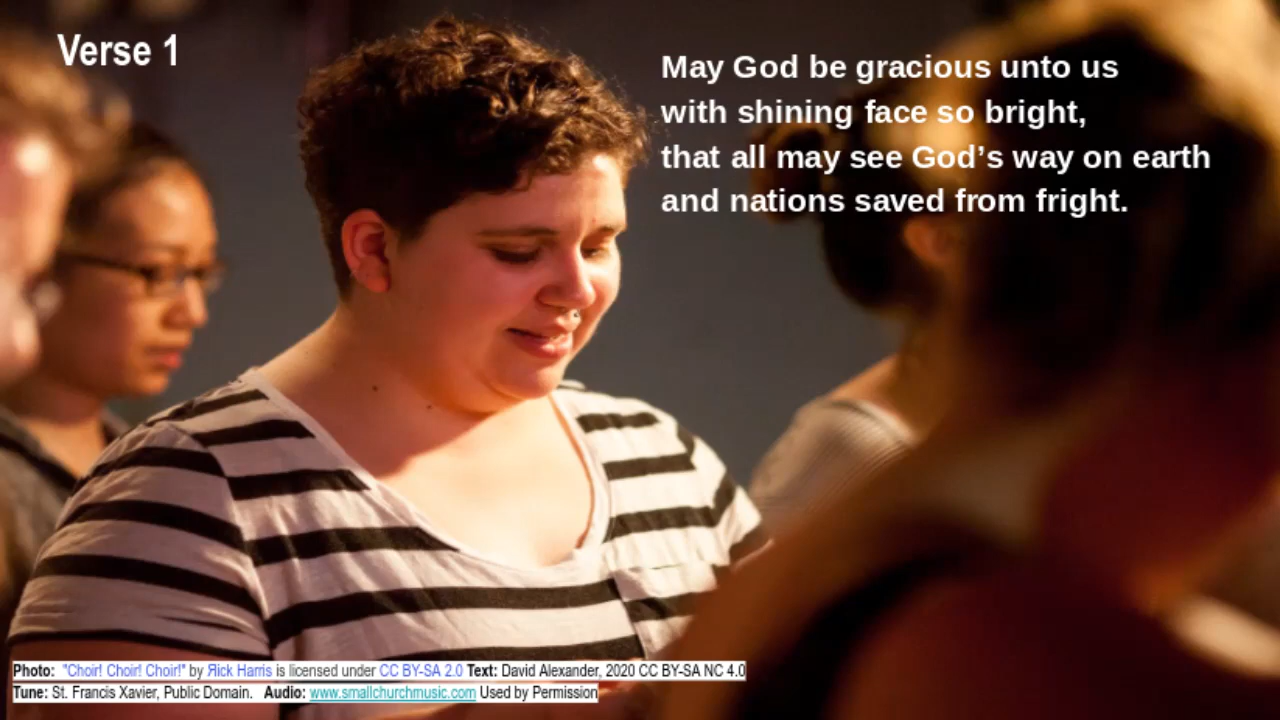 Verse 1
May God be gracious unto us
with shining face so bright,
that all may see God’s way on earth
and nations saved from fright.
Photo: "Choir! Choir! Choir!" by Яick Harris is licensed under CC BY-SA 2.0 Text: David Alexander, 2020 CC BY-SA NC 4.0
Tune: St. Francis Xavier, Public Domain. Audio: www.smallchurchmusic.com Used by Permission